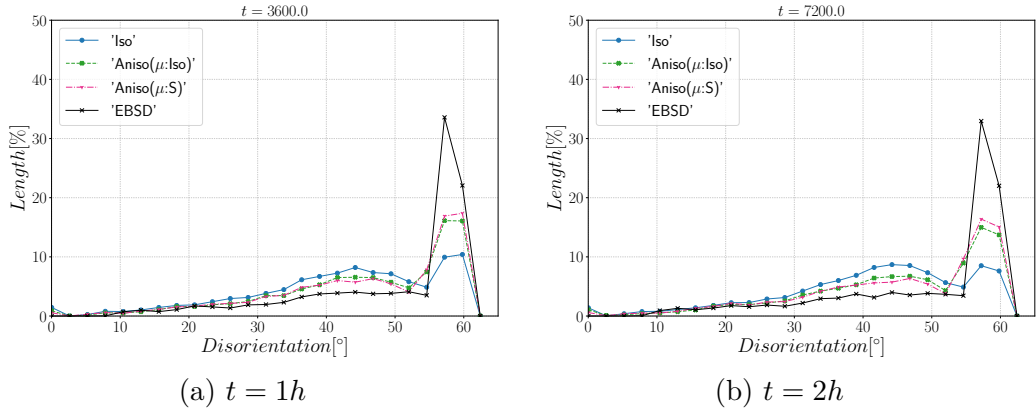 t = 3600.0
50
40
30
20
10
0
Length[%]
'Iso'
'Aniso(μ:Iso)'
'Aniso(μ:S)'
'EBSD'
0 10 20 30 40 50 60
Disorientation[°]
(a) t = 1h
t = 7200.0
50
40
30
20
10
0
Length[%]
'Iso'
'Aniso(μ:Iso)'
'Aniso(μ:S)'
'EBSD'
0 10 20 30 40 50 60
Disorientation[°]
(b) t = 2h